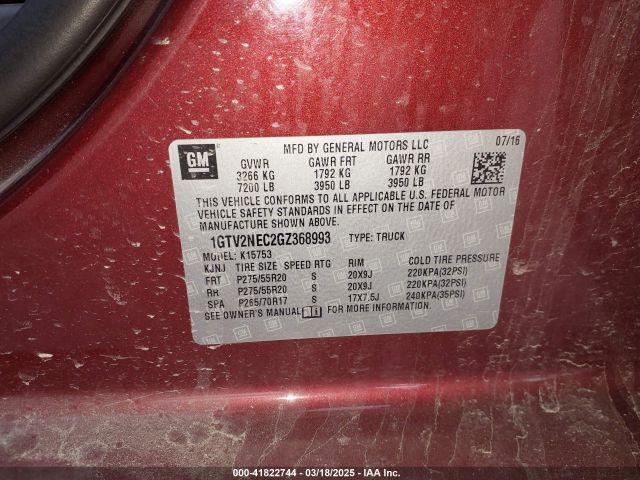 GM
MFD BY GENERAL MOTORS LLC 07/16
GVWR GAWR FRT GAWR RR
3266 KG 1792 KG 1792 KG
7200 LB 3950 LB 3950 LB
THIS VEHICLE CONFORMS TO ALL APPLICABLE U.S. FEDERAL MOTOR
VEHICLE SAFETY STANDARDS IN EFFECT ON THE DATE OF
MANUFACTURE SHOWN ABOVE.
1GTV2NEC2GZ368993 TYPE: TRUCK
MODEL: K15753
KJNJ TIRE SIZE SPEED RTG RIM COLD TIRE PRESSURE
FRT P275/55R20 S 20X9J 220KPA(32PSI)
RR P275/55R20 S 20X9J 220KPA(32PSI)
SPA P265/70R17 S 17X7.5J 240KPA(35PSI)
SEE OWNER'S MANUAL FOR MORE INFORMATION.
000-41822744 - 03/18/2025 - IAA Inc.